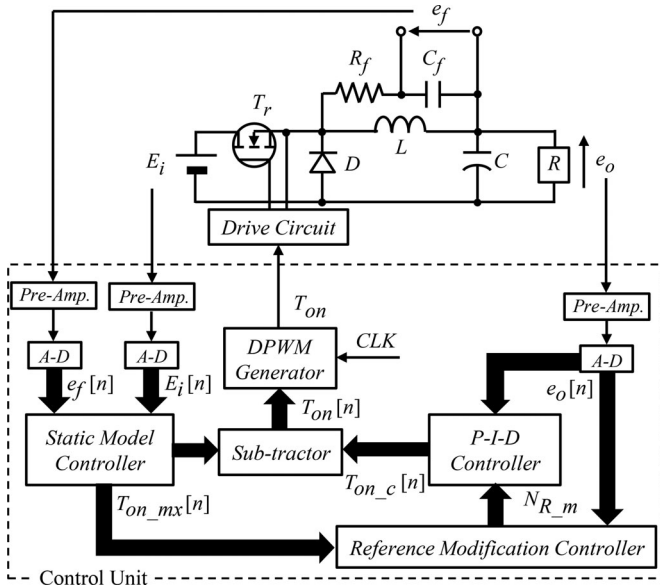 e_f
R_f
C_f
T_r
E_i
D
L
C
R
e_o
Drive Circuit
Pre-Amp.
Pre-Amp.
T_on
Pre-Amp.
A-D
A-D
DPWM
Generator
CLK
A-D
e_f[n]
E_i[n]
T_on[n]
e_o[n]
Static Model
Controller
Sub-tractor
P-I-D
Controller
T_on_mx[n]
T_on_c[n]
N_R_m
Reference Modification Controller
Control Unit